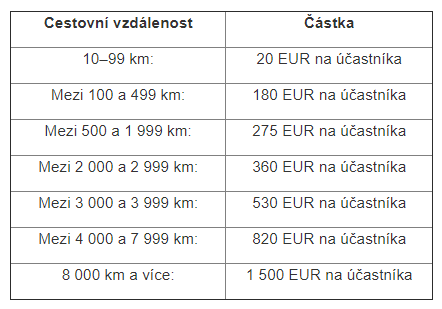 Cestovní vzdálenost Částka
10–99 km: 20 EUR na účastníka
Mezi 100 a 499 km: 180 EUR na účastníka
Mezi 500 a 1 999 km: 275 EUR na účastníka
Mezi 2 000 a 2 999 km: 360 EUR na účastníka
Mezi 3 000 a 3 999 km: 530 EUR na účastníka
Mezi 4 000 a 7 999 km: 820 EUR na účastníka
8 000 km a více: 1 500 EUR na účastníka